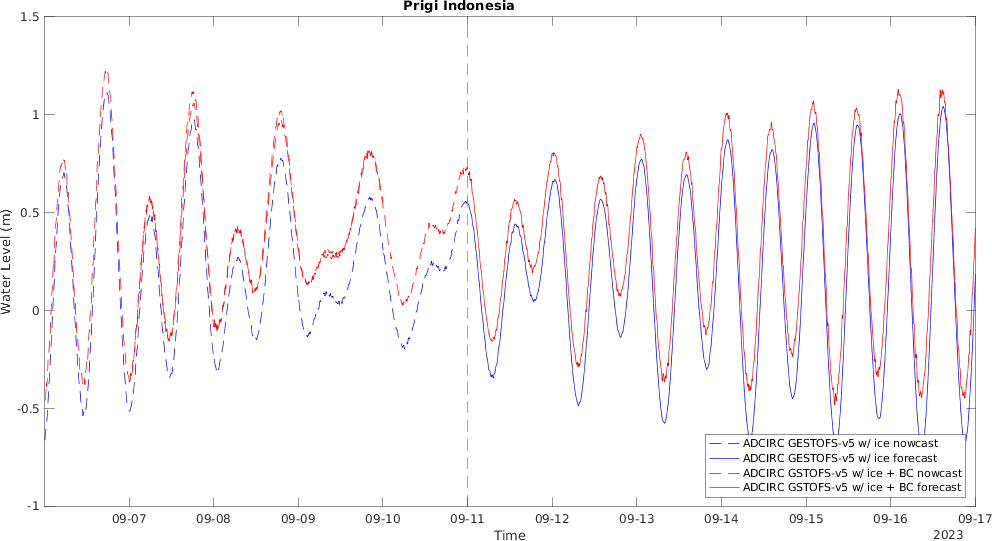 Prigi Indonesia
1.5
1
0.5
0
-0.5
-1
Water Level (m)
ADCIRC GESTOFS-v5 w/ ice nowcast
ADCIRC GESTOFS-v5 w/ ice forecast
ADCIRC GSTOFS-v5 w/ ice + BC nowcast
ADCIRC GSTOFS-v5 w/ ice + BC forecast
09-07 09-08 09-09 09-10 09-11 09-12 09-13 09-14 09-15 09-16 09-17
Time
2023